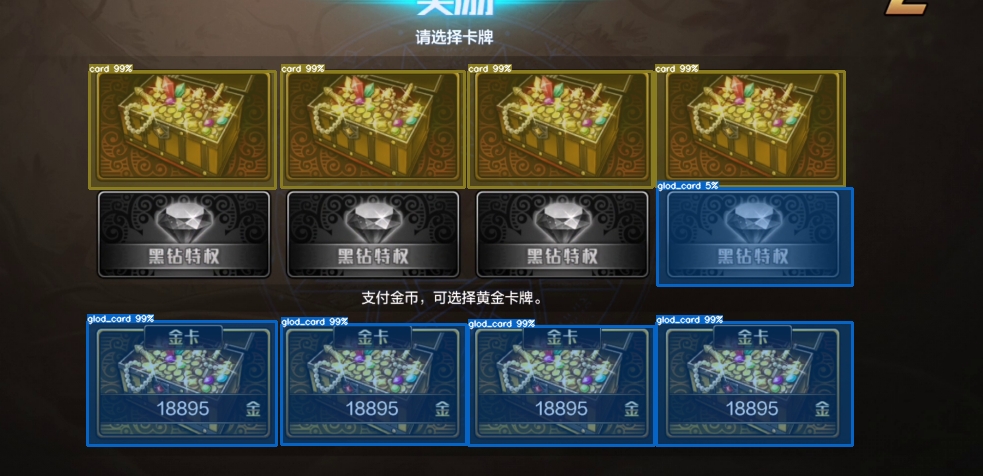 请选择卡牌
card 99% card 99% card 99% card 99%
glod_card 5%
黑钻特权 黑钻特权 黑钻特权 黑钻特权
支付金币，可选择黄金卡牌。
glod_card 99% glod_card 99% glod_card 99% glod_card 99%
金卡 金卡 金卡 金卡
18895 金 18895 金 18895 金 18895 金